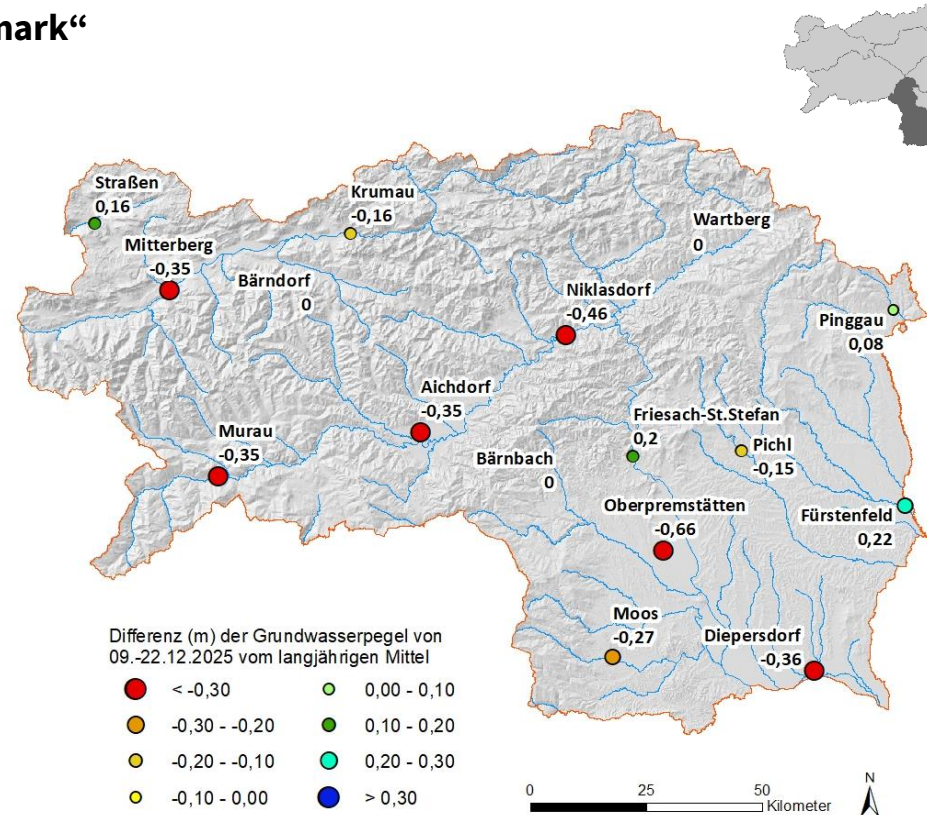 nark“
Straßen
0,16
Krumau
-0,16
Wartberg
0
Mitterberg
-0,35
Bärndorf
0
Niklasdorf
-0,46
Pinggau
0,08
Aichdorf
-0,35
Friesach-St.Stefan
0,2
Pichl
-0,15
Murau
-0,35
Bärnbach
0
Oberpremstätten
-0,66
Fürstenfeld
0,22
Moos
-0,27
Diepersdorf
-0,36
Differenz (m) der Grundwasserpegel von
09.-22.12.2025 vom langjährigen Mittel
< -0,30
-0,30 - -0,20
-0,20 - -0,10
-0,10 - 0,00
0,00 - 0,10
0,10 - 0,20
0,20 - 0,30
> 0,30
0 25 50
Kilometer
N